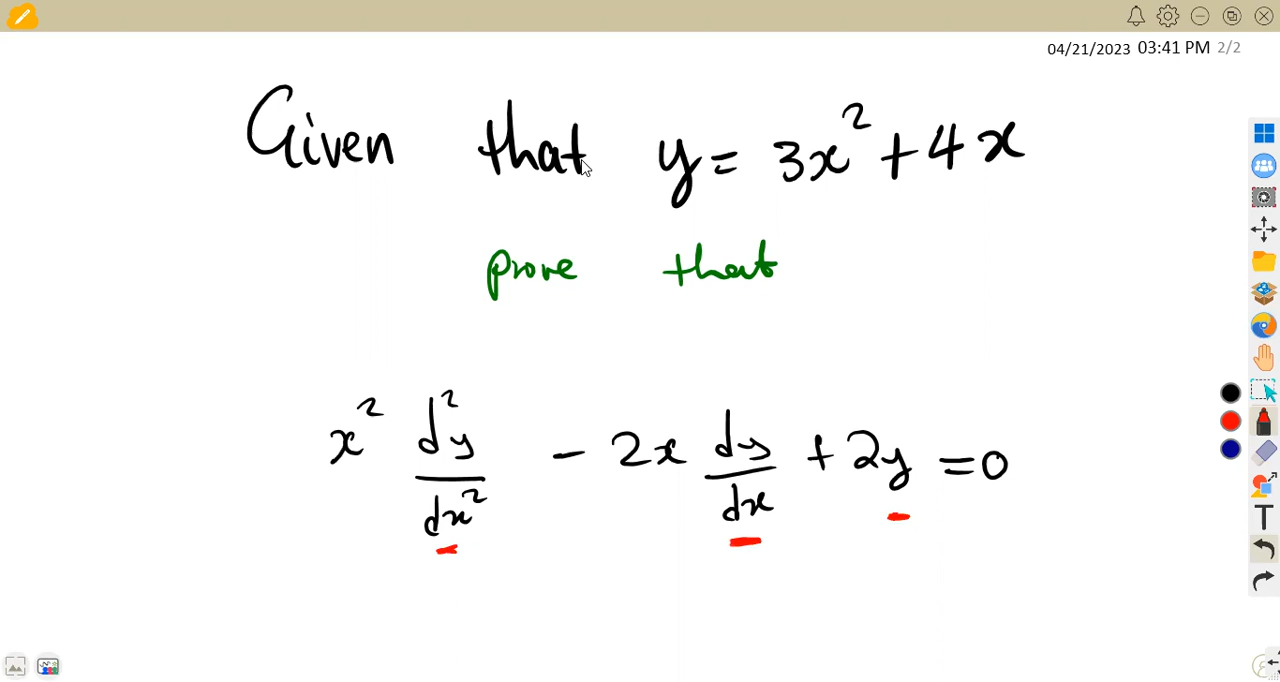 04/21/2023 03:41 PM 2/2
Given that y = 3x² + 4x
prove that
x² d²y/dx² - 2x dy/dx + 2y = 0
T